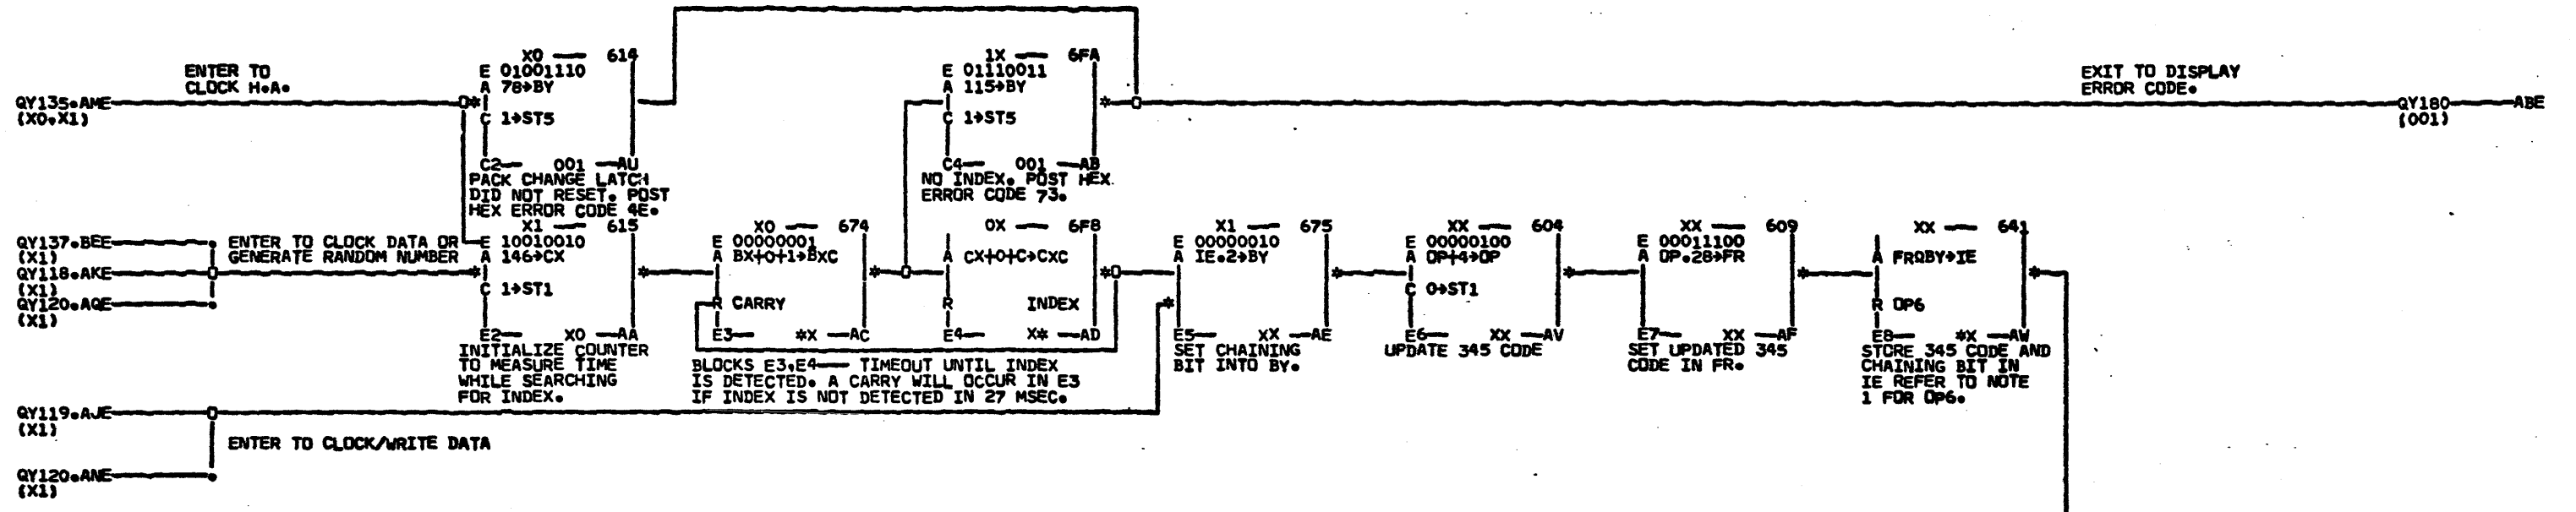 ENTER TO
CLOCK H.A.
QY135.AME
(X0,X1)
X0 — 614
E 01001110
A 78→BY
C 1→ST5
C2— 001 —AU
PACK CHANGE LATCH
DID NOT RESET. POST
HEX ERROR CODE 4E.
1X — 6FA
E 01110011
A 115→BY
C 1→ST5
C4— 001 —AB
NO INDEX. POST HEX
ERROR CODE 73.
EXIT TO DISPLAY
ERROR CODE.
QY180 — ABE
(001)
QY137.BEE
(X1)
QY118.AKE
(X1)
QY120.AQE
(X1)
ENTER TO CLOCK DATA OR
GENERATE RANDOM NUMBER
X1 — 615
E 10010010
A 146→CX
C 1→ST1
E2— X0 —AA
INITIALIZE COUNTER
TO MEASURE TIME
WHILE SEARCHING
FOR INDEX.
X0 — 674
E 00000001
A BX+0+1→BXC
R CARRY
E3— *X —AC
0X — 6F8
A CX+0+C→CXC
R INDEX
E4— X* —AD
BLOCKS E3,E4— TIMEOUT UNTIL INDEX
IS DETECTED. A CARRY WILL OCCUR IN E3
IF INDEX IS NOT DETECTED IN 27 MSEC.
X1 — 675
E 00000010
A IE.2→BY
E5— XX —AE
SET CHAINING
BIT INTO BY.
XX — 604
E 00000100
A OP+4→OP
C 0→ST1
E6— XX —AV
UPDATE 345 CODE
XX — 609
E 00011100
A OP.28→FR
E7— XX —AF
SET UPDATED 345
CODE IN FR.
XX — 641
A FRΩBY→IE
R OP6
E8— *X —AW
STORE 345 CODE AND
CHAINING BIT IN
IE REFER TO NOTE
1 FOR OP6.
QY119.AJE
(X1)
ENTER TO CLOCK/WRITE DATA
QY120.ANE
(X1)